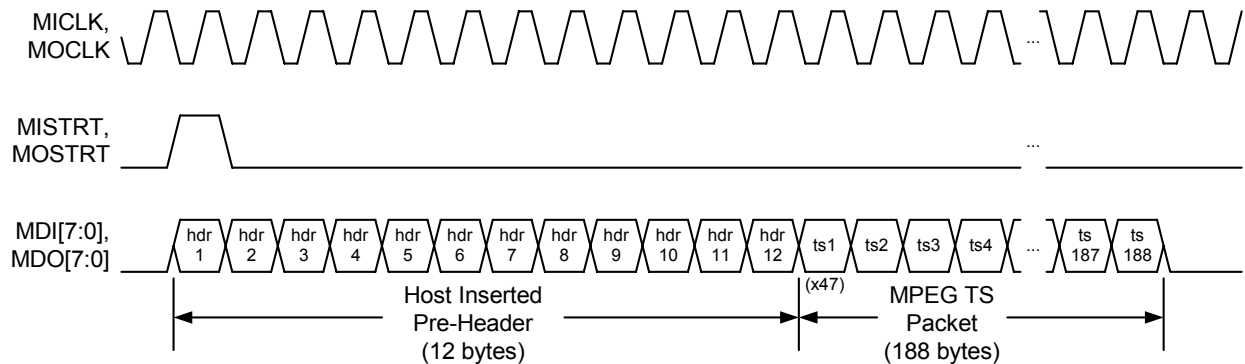 MICLK,
MOCLK
...
MISTRT,
MOSTRT
...
MDI[7:0],
MDO[7:0]
hdr 1
hdr 2
hdr 3
hdr 4
hdr 5
hdr 6
hdr 7
hdr 8
hdr 9
hdr 10
hdr 11
hdr 12
ts1
ts2
ts3
ts4
...
ts 187
ts 188
(x47)
Host Inserted
Pre-Header
(12 bytes)
MPEG TS
Packet
(188 bytes)